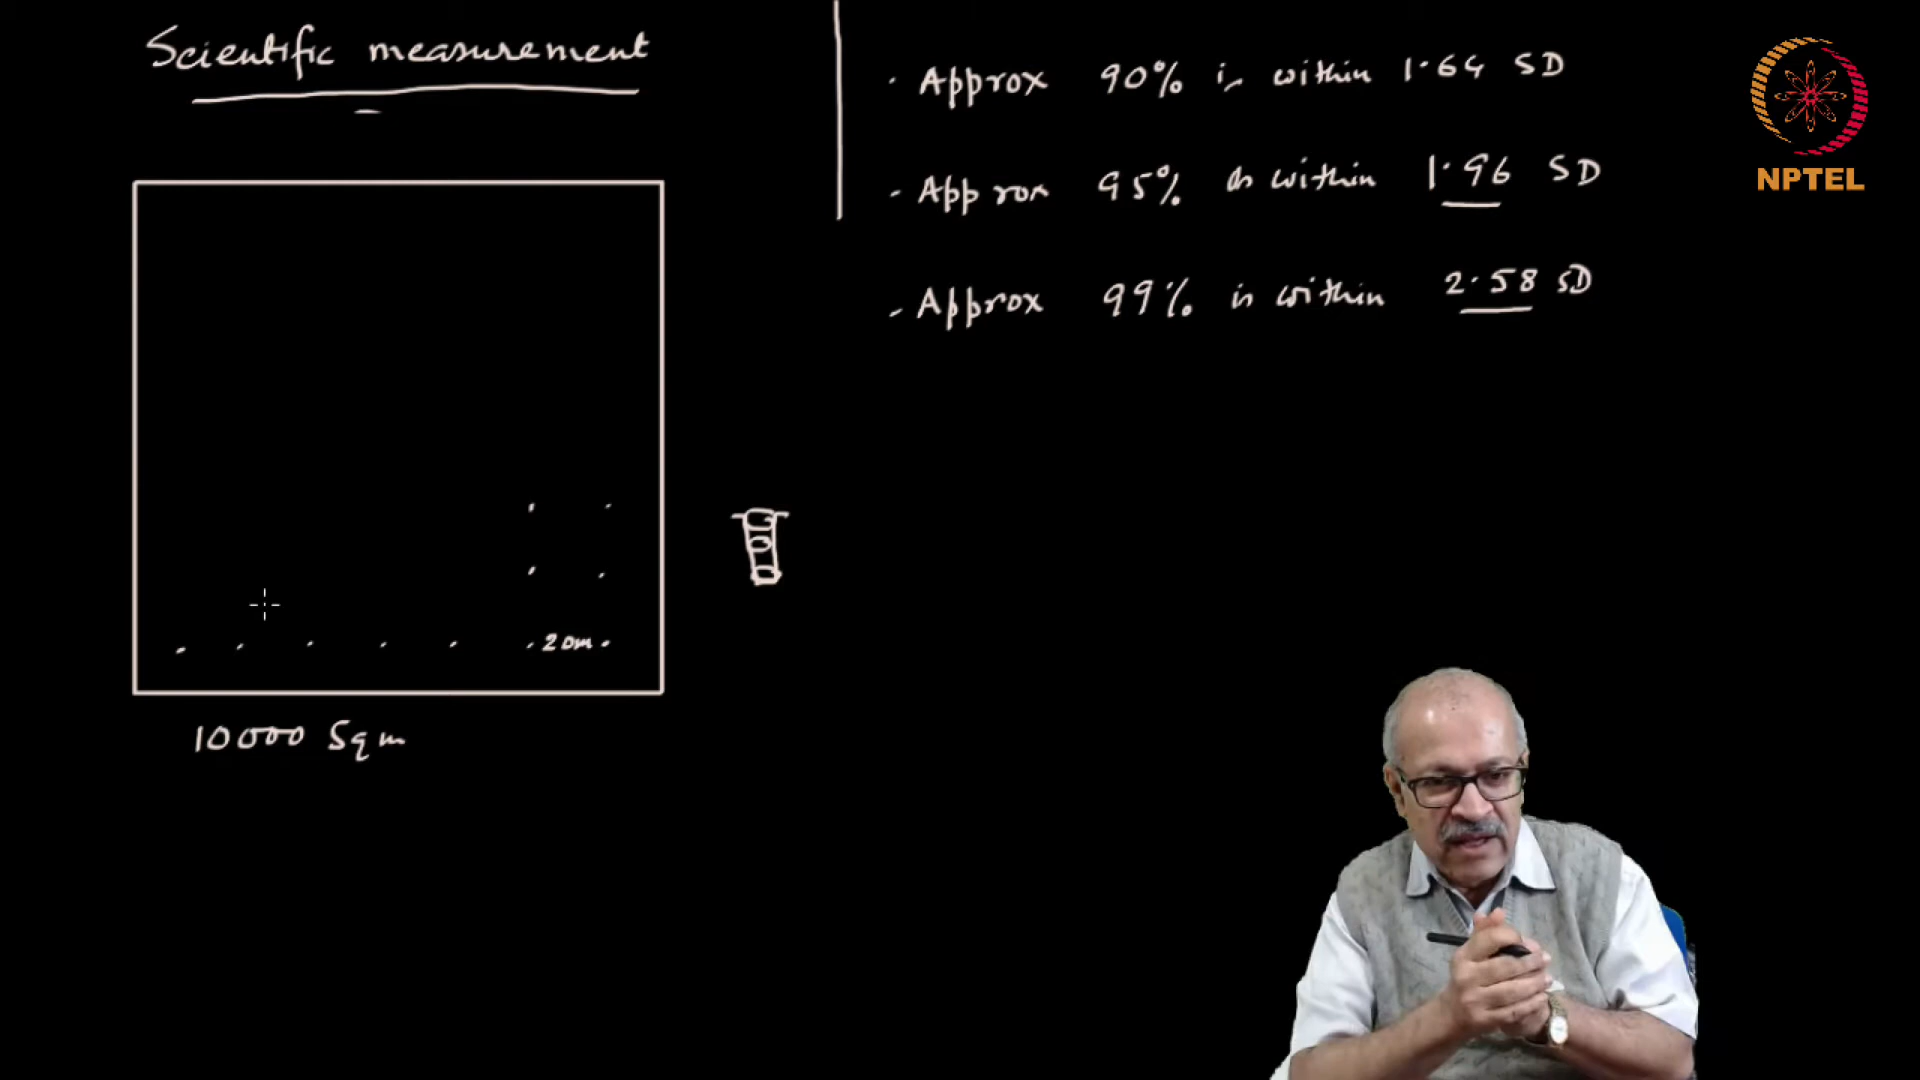 Scientific measurement
10000 Sqm
20m
· Approx 90% is within 1.64 SD
- Approx 95% is within 1.96 SD
- Approx 99% is within 2.58 SD
NPTEL